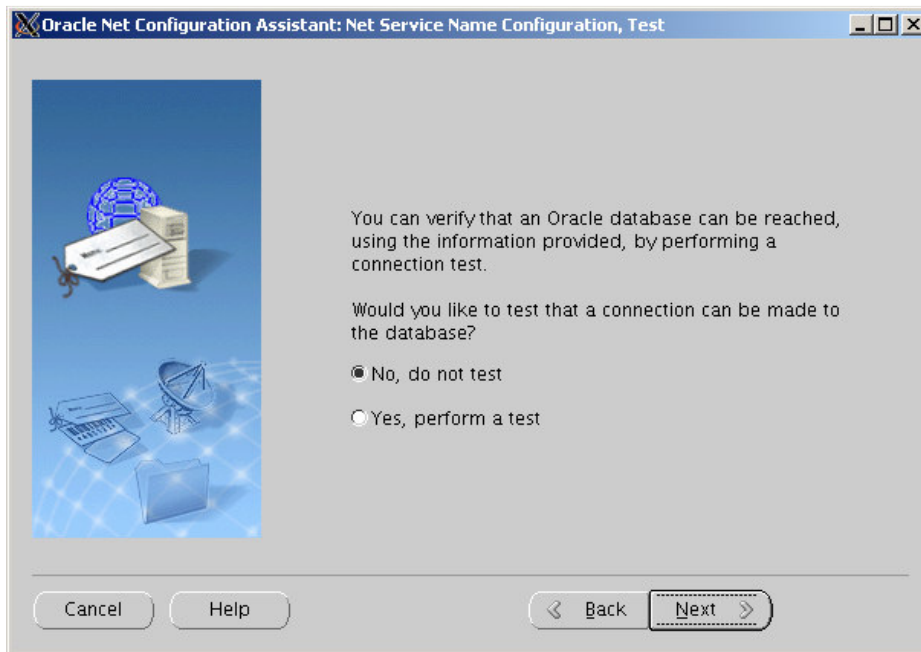 Oracle Net Configuration Assistant: Net Service Name Configuration, Test
You can verify that an Oracle database can be reached,
using the information provided, by performing a
connection test.
Would you like to test that a connection can be made to
the database?
No, do not test
Yes, perform a test
Cancel
Help
Back
Next